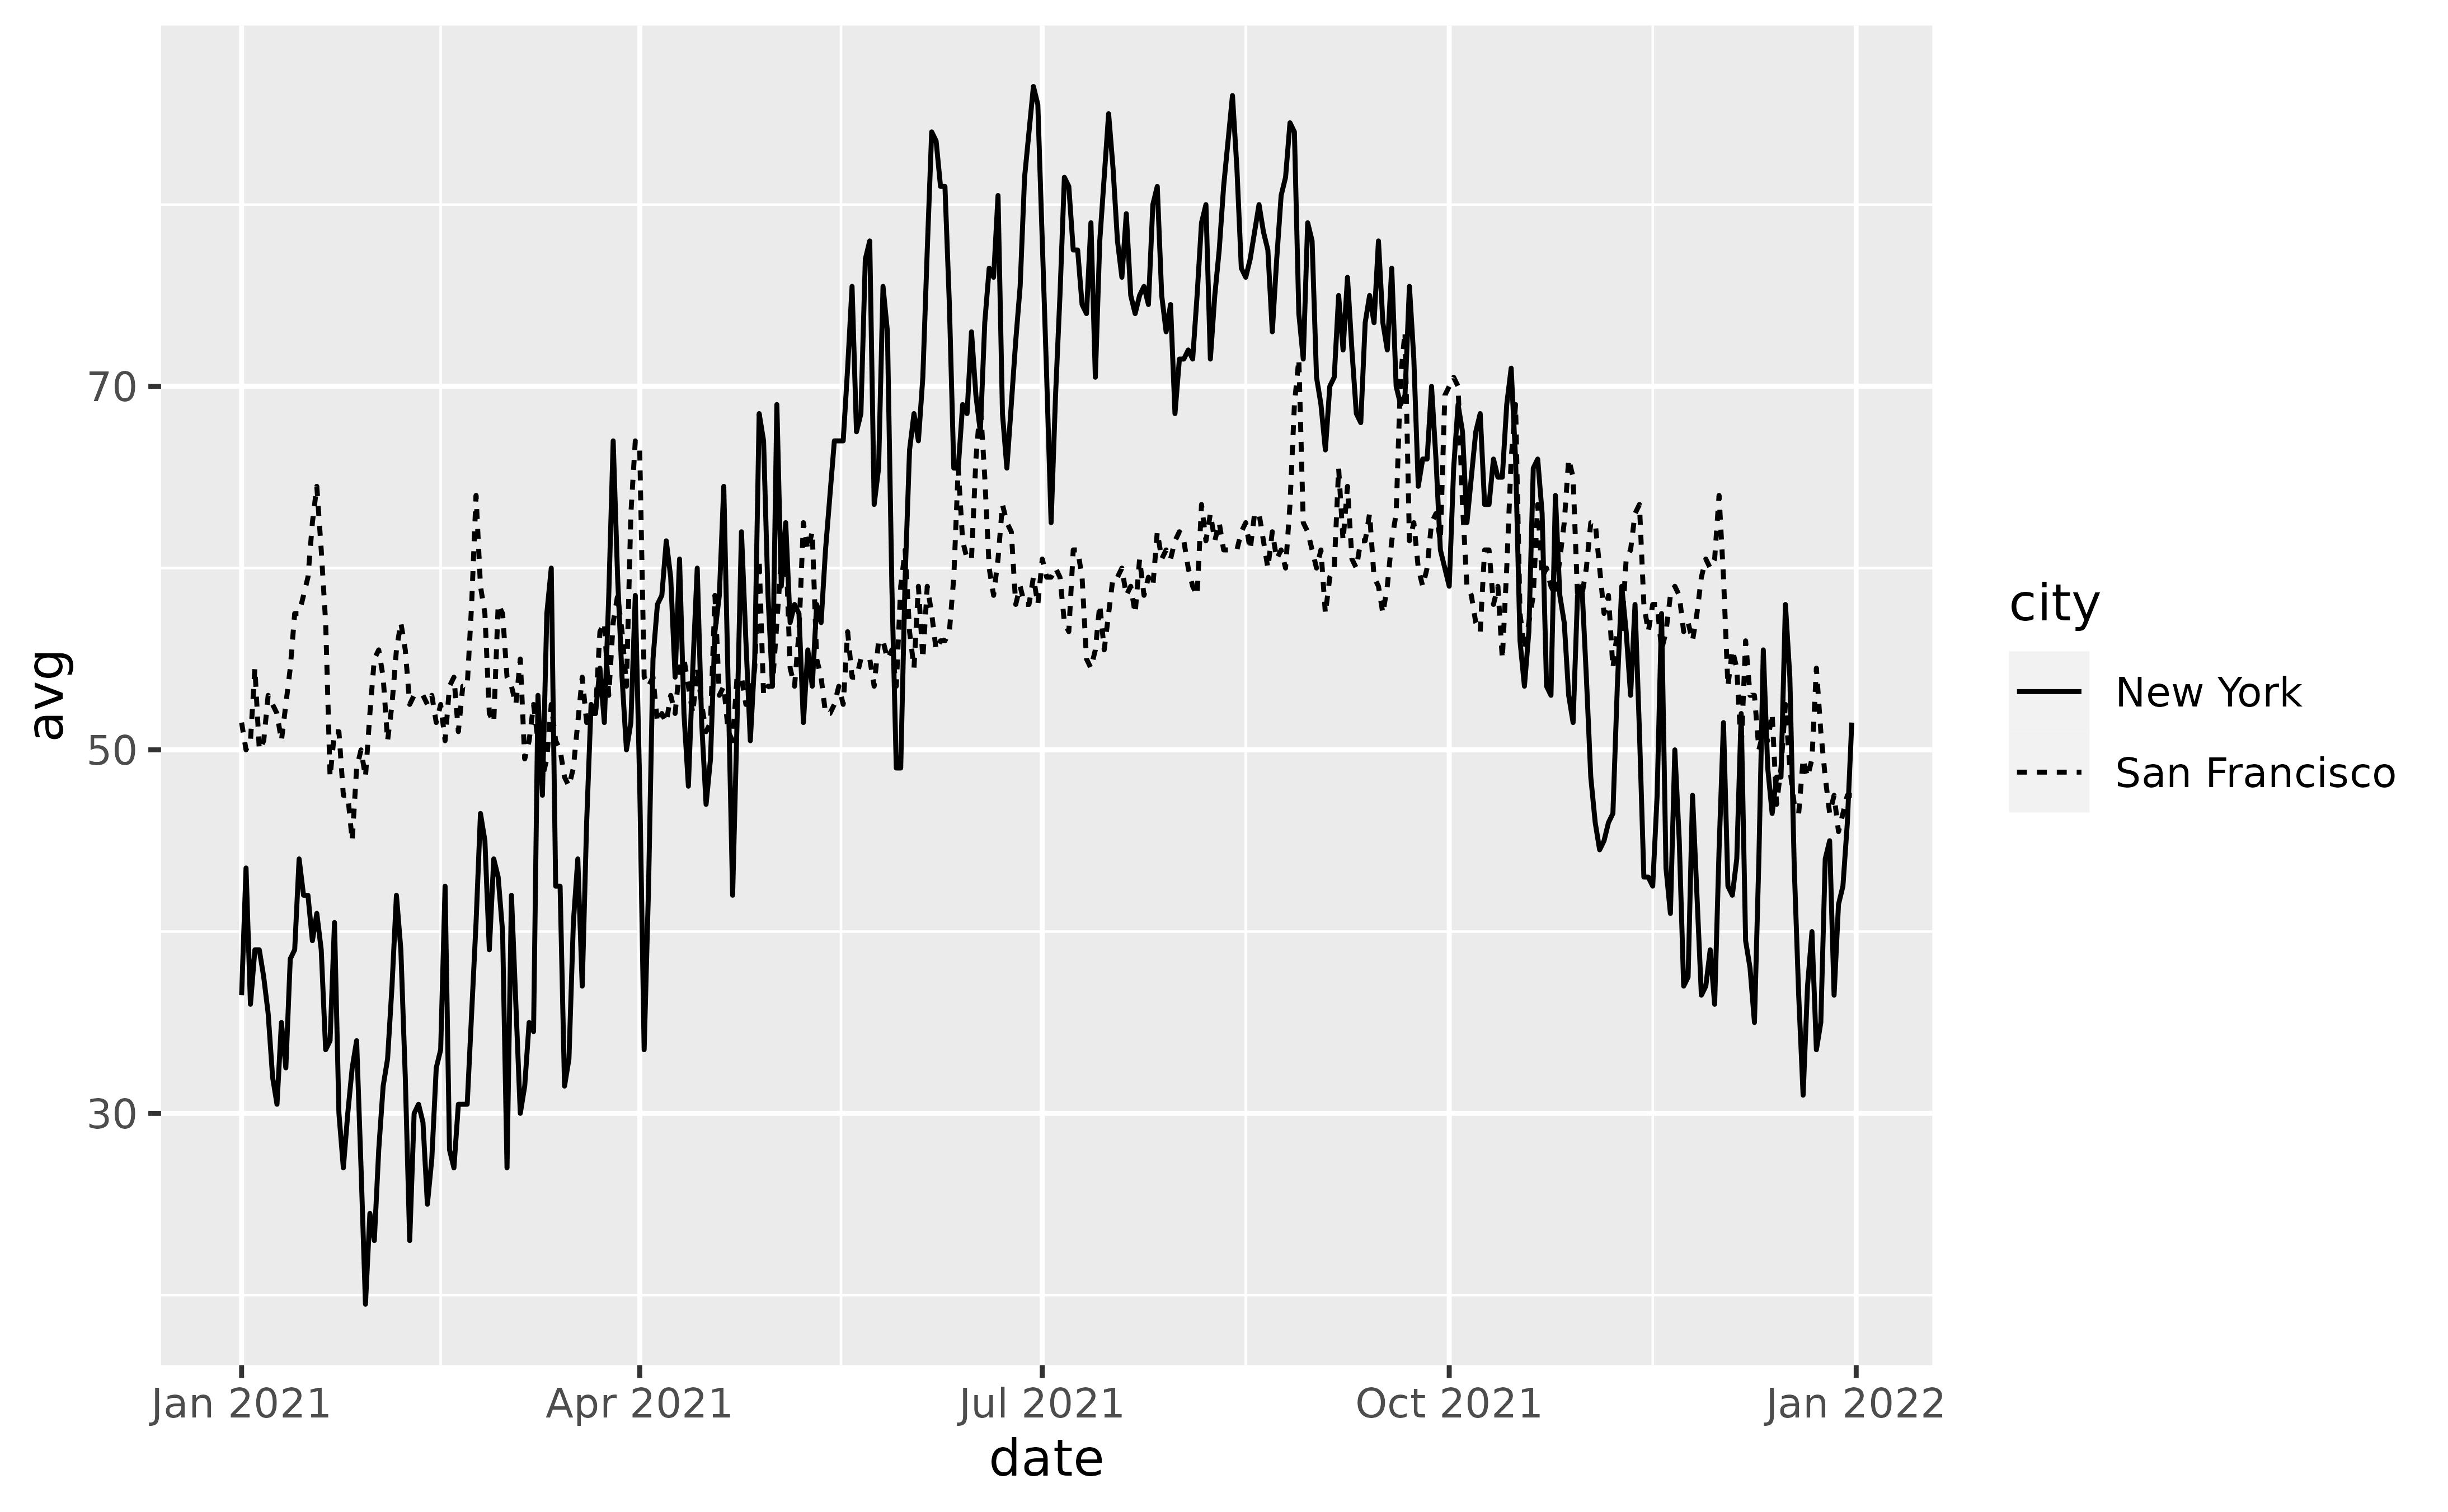 avg
70
50
30
Jan 2021
Apr 2021
Jul 2021
Oct 2021
Jan 2022
date
city
New York
San Francisco